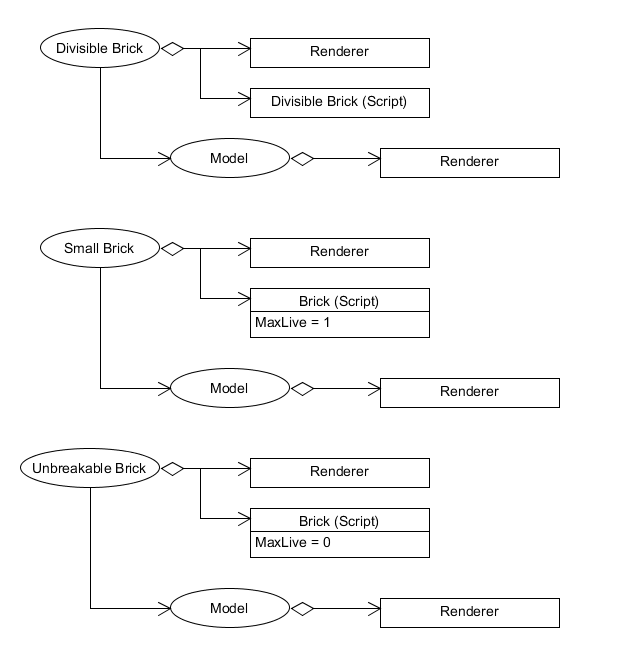 Divisible Brick
Renderer
Divisible Brick (Script)
Model
Renderer
Small Brick
Renderer
Brick (Script)
MaxLive = 1
Model
Renderer
Unbreakable Brick
Renderer
Brick (Script)
MaxLive = 0
Model
Renderer